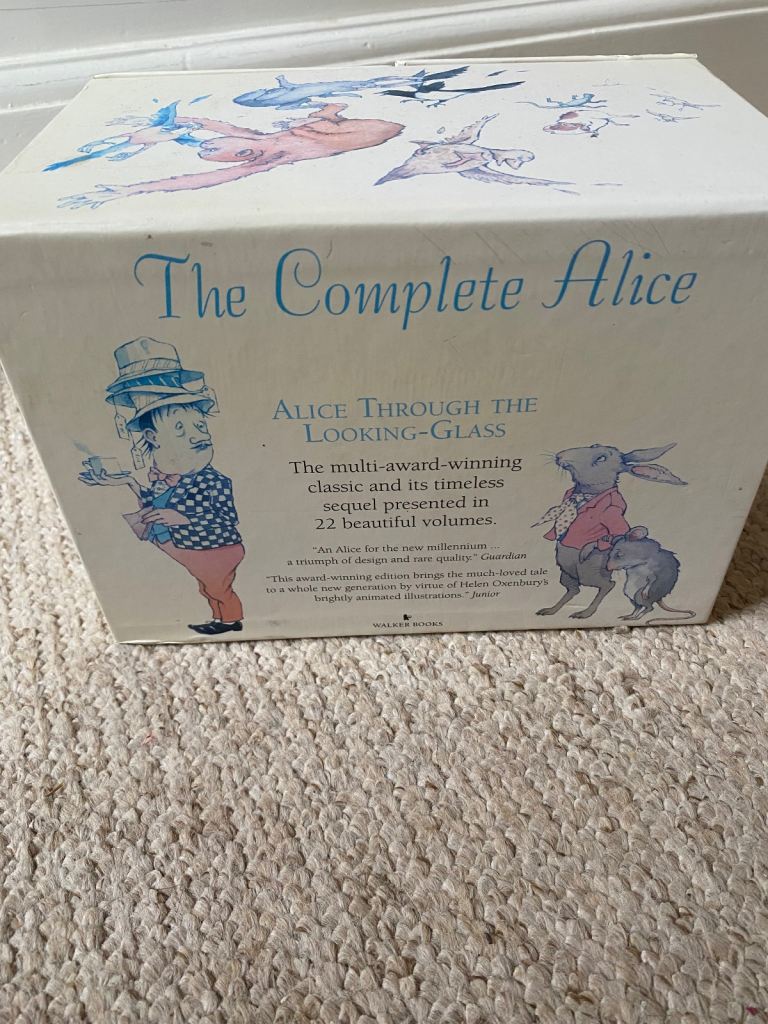 The Complete Alice
ALICE THROUGH THE
LOOKING-GLASS
The multi-award-winning
classic and its timeless
sequel presented in
22 beautiful volumes.
"An Alice for the new millennium ...
a triumph of design and rare quality." Guardian
"This award-winning edition brings the much-loved tale
to a whole new generation by virtue of Helen Oxenbury's
brightly animated illustrations." Junior
WALKER BOOKS